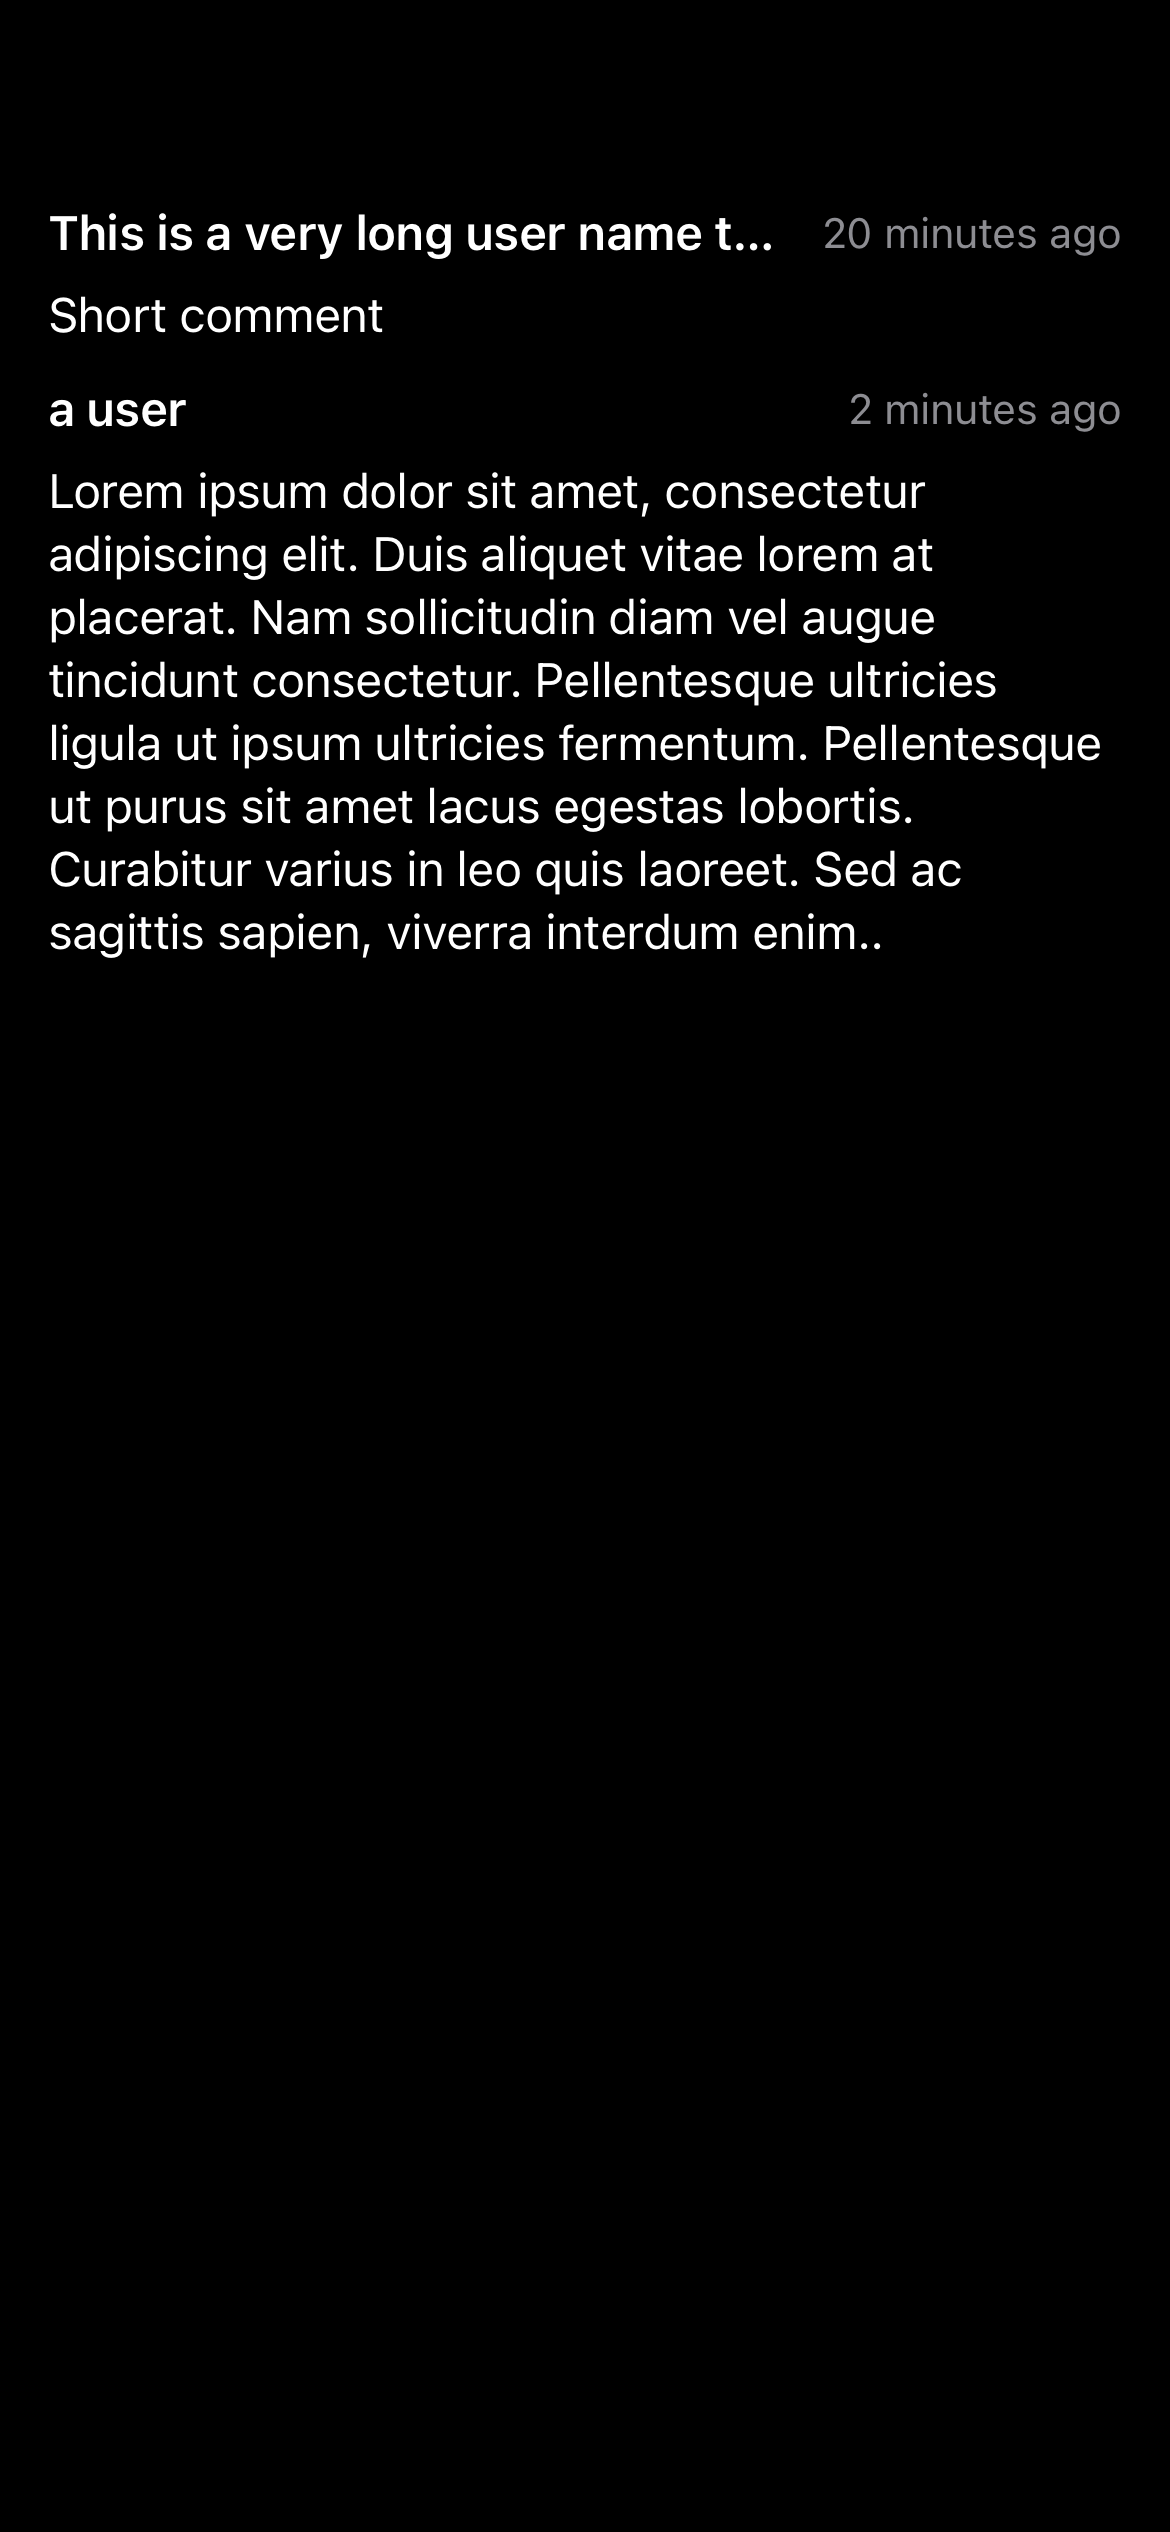 This is a very long user name t... 20 minutes ago
Short comment
a user 2 minutes ago
Lorem ipsum dolor sit amet, consectetur
adipiscing elit. Duis aliquet vitae lorem at
placerat. Nam sollicitudin diam vel augue
tincidunt consectetur. Pellentesque ultricies
ligula ut ipsum ultricies fermentum. Pellentesque
ut purus sit amet lacus egestas lobortis.
Curabitur varius in leo quis laoreet. Sed ac
sagittis sapien, viverra interdum enim..